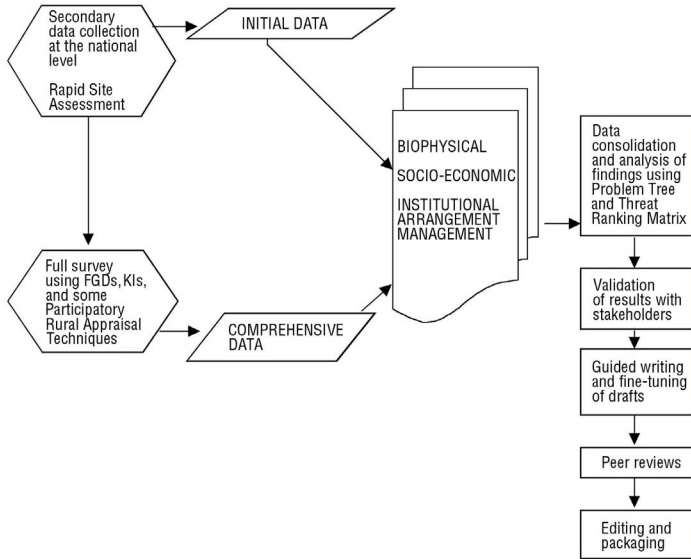 Secondary
data collection
at the national
level
Rapid Site
Assessment
INITIAL DATA
BIOPHYSICAL
SOCIO-ECONOMIC
INSTITUTIONAL
ARRANGEMENT
MANAGEMENT
Data
consolidation
and analysis of
findings using
Problem Tree
and Threat
Ranking Matrix
Full survey
using FGDs, KIs,
and some
Participatory
Rural Appraisal
Techniques
COMPREHENSIVE
DATA
Validation
of results with
stakeholders
Guided writing
and fine-tuning
of drafts
Peer reviews
Editing and
packaging